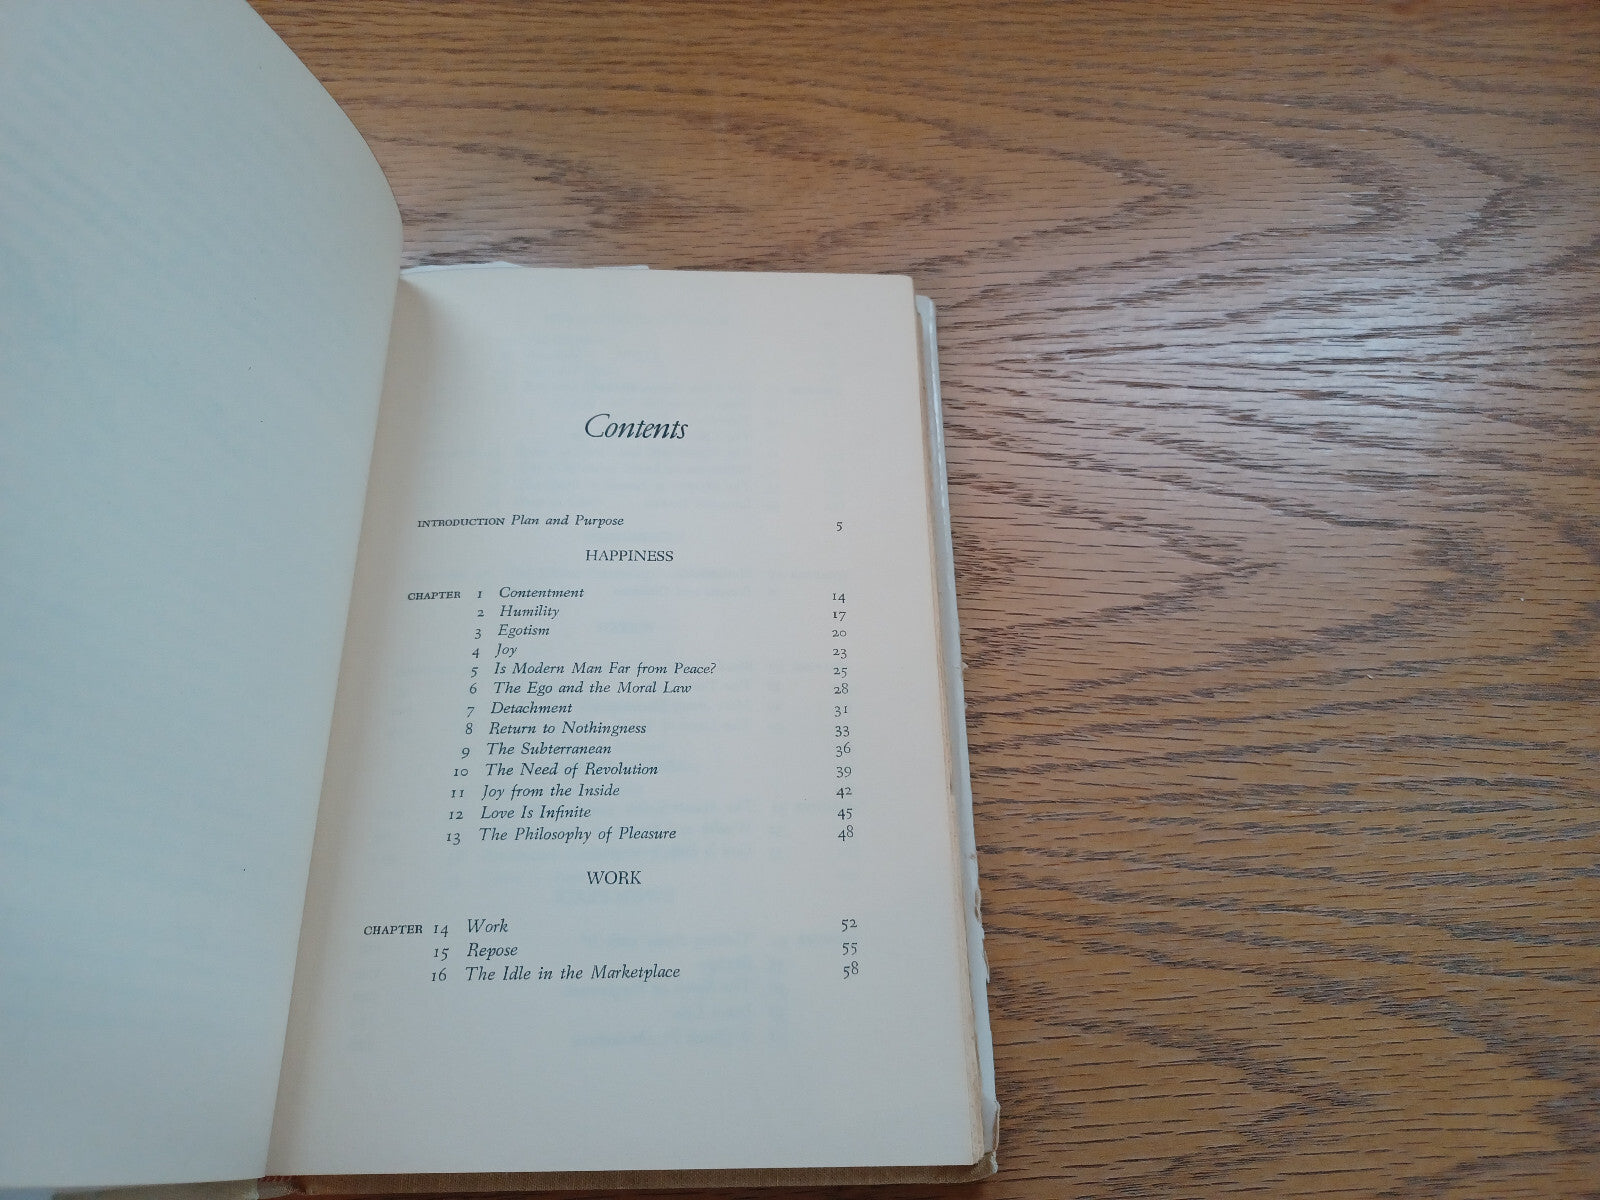 Contents
INTRODUCTION Plan and Purpose 5
HAPPINESS
CHAPTER 1 Contentment 14
2 Humility 17
3 Egotism 20
4 Joy 23
5 Is Modern Man Far from Peace? 25
6 The Ego and the Moral Law 28
7 Detachment 31
8 Return to Nothingness 33
9 The Subterranean 36
10 The Need of Revolution 39
11 Joy from the Inside 42
12 Love Is Infinite 45
13 The Philosophy of Pleasure 48
WORK
CHAPTER 14 Work 52
15 Repose 55
16 The Idle in the Marketplace 58